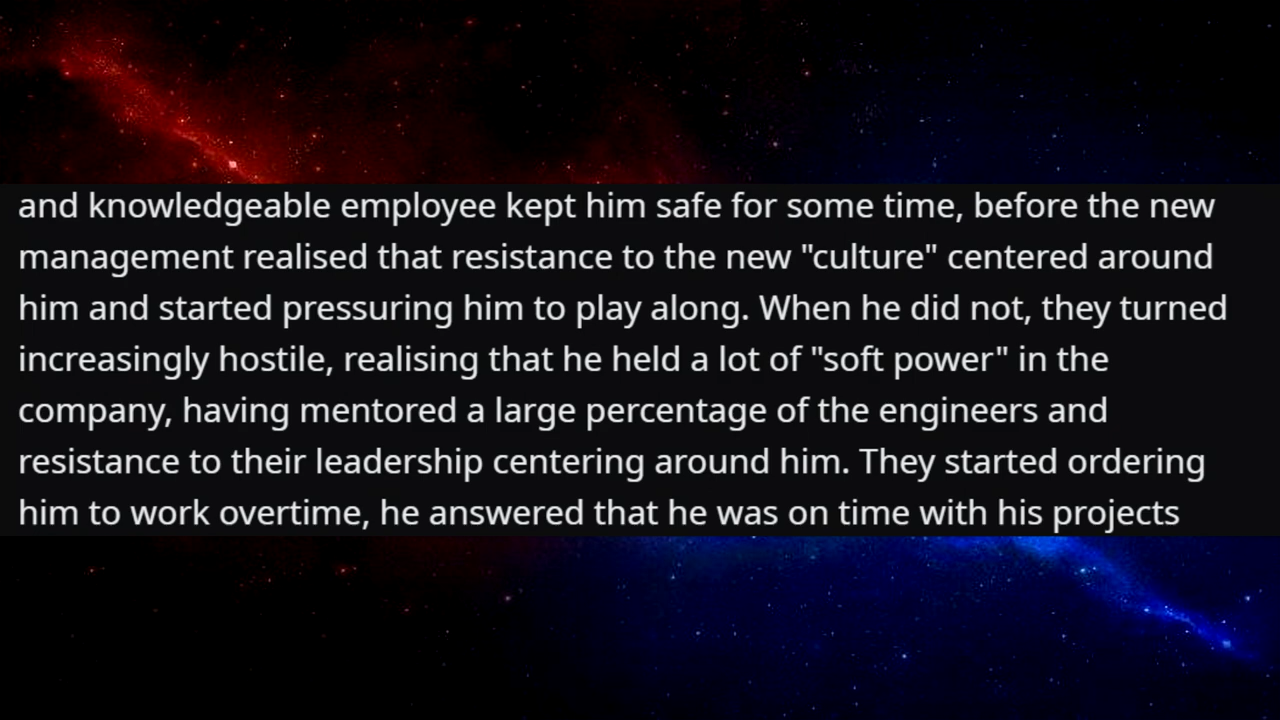 and knowledgeable employee kept him safe for some time, before the new
management realised that resistance to the new "culture" centered around
him and started pressuring him to play along. When he did not, they turned
increasingly hostile, realising that he held a lot of "soft power" in the
company, having mentored a large percentage of the engineers and
resistance to their leadership centering around him. They started ordering
him to work overtime, he answered that he was on time with his projects